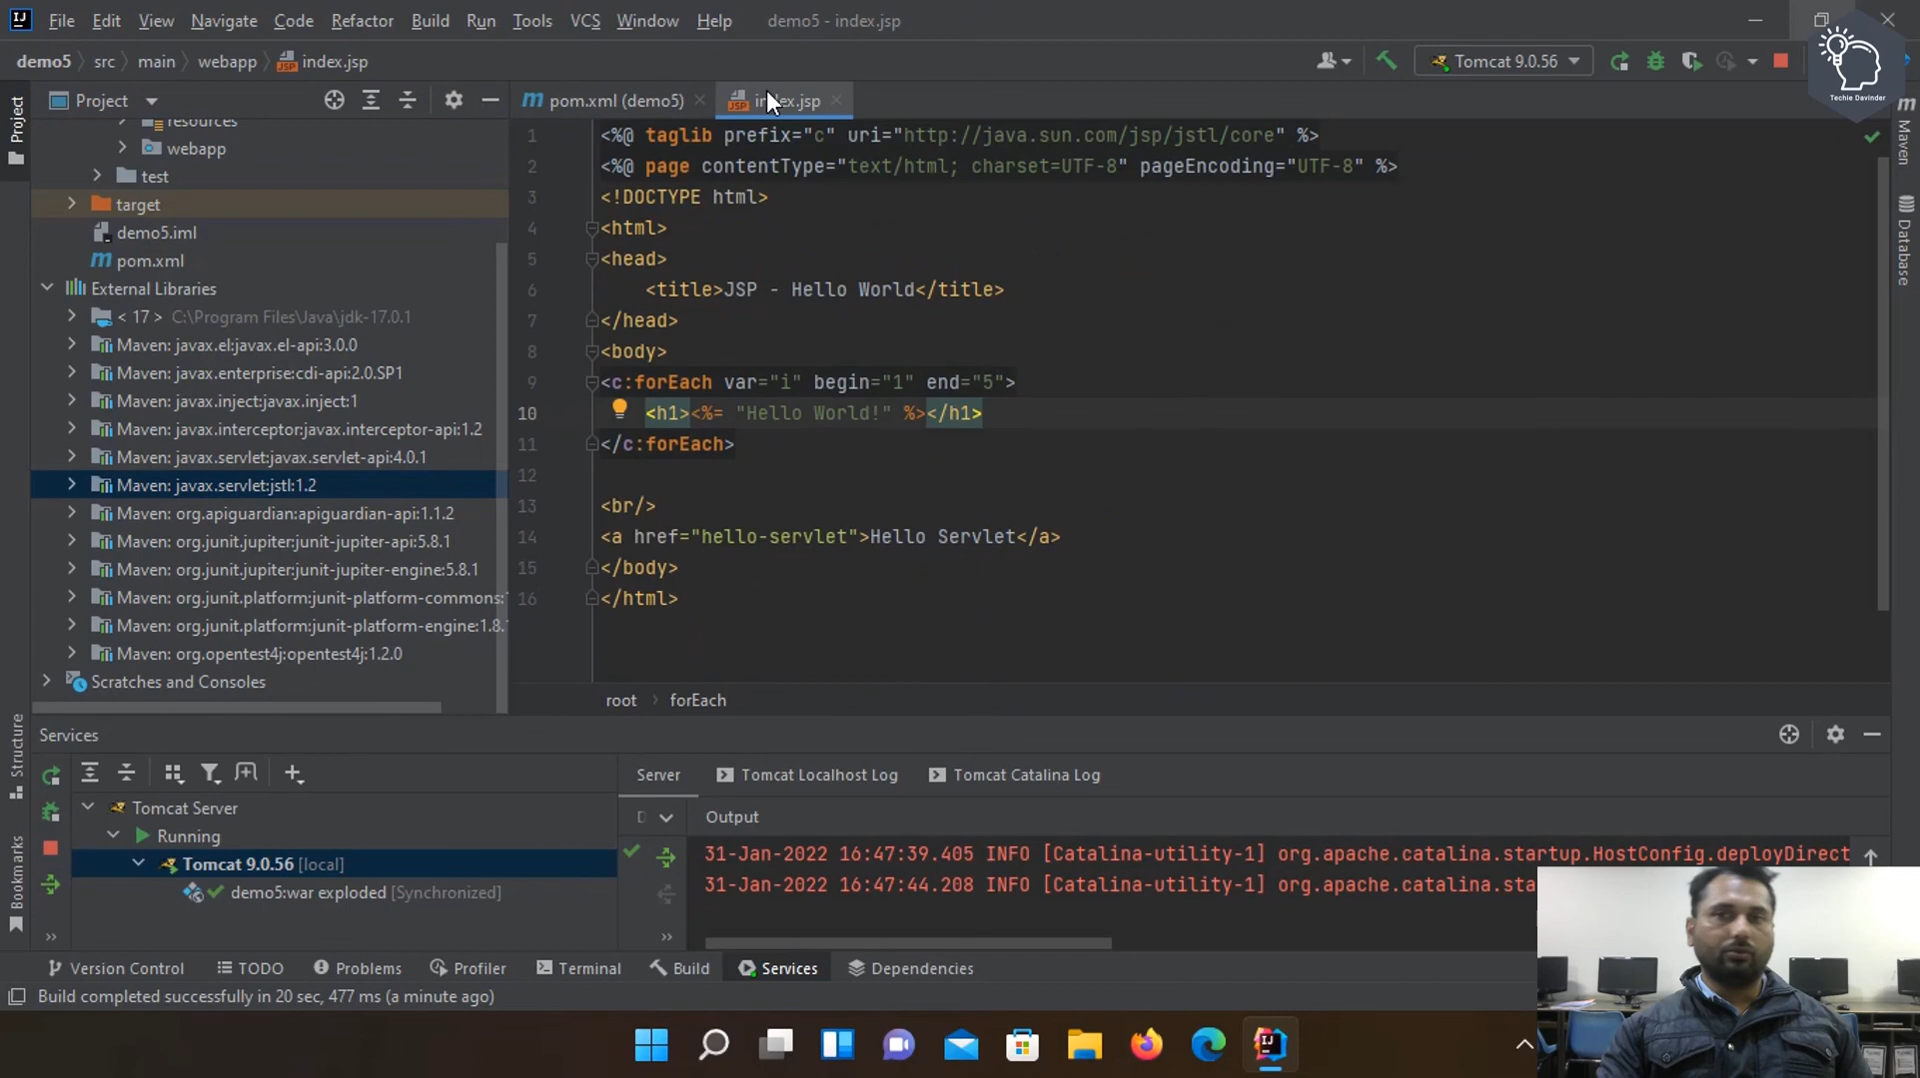 File Edit View Navigate Code Refactor Build Run Tools VCS Window Help demo5 - index.jsp
demo5 src main webapp index.jsp
Tomcat 9.0.56
Techie Davinder
Project
pom.xml (demo5)
index.jsp
Project
resources
webapp
test
target
demo5.iml
pom.xml
External Libraries
< 17 > C:\Program Files\Java\jdk-17.0.1
Maven: javax.el:javax.el-api:3.0.0
Maven: javax.enterprise:cdi-api:2.0.SP1
Maven: javax.inject:javax.inject:1
Maven: javax.interceptor:javax.interceptor-api:1.2
Maven: javax.servlet:javax.servlet-api:4.0.1
Maven: javax.servlet:jstl:1.2
Maven: org.apiguardian:apiguardian-api:1.1.2
Maven: org.junit.jupiter:junit-jupiter-api:5.8.1
Maven: org.junit.jupiter:junit-jupiter-engine:5.8.1
Maven: org.junit.platform:junit-platform-commons:
Maven: org.junit.platform:junit-platform-engine:1.8.
Maven: org.opentest4j:opentest4j:1.2.0
Scratches and Consoles
1 <%@ taglib prefix="c" uri="http://java.sun.com/jsp/jstl/core" %>
2 <%@ page contentType="text/html; charset=UTF-8" pageEncoding="UTF-8" %>
3 <!DOCTYPE html>
4 <html>
5 <head>
6 <title>JSP - Hello World</title>
7 </head>
8 <body>
9 <c:forEach var="i" begin="1" end="5">
10 <h1><%= "Hello World!" %></h1>
11 </c:forEach>
12
13 <br/>
14 <a href="hello-servlet">Hello Servlet</a>
15 </body>
16 </html>
root forEach
Maven
Database
Structure
Bookmarks
Services
Server Tomcat Localhost Log Tomcat Catalina Log
Tomcat Server
Running
Tomcat 9.0.56 [local]
demo5:war exploded [Synchronized]
D Output
31-Jan-2022 16:47:39.405 INFO [Catalina-utility-1] org.apache.catalina.startup.HostConfig.deployDirect
31-Jan-2022 16:47:44.208 INFO [Catalina-utility-1] org.apache.catalina.sta
Version Control TODO Problems Profiler Terminal Build Services Dependencies
Build completed successfully in 20 sec, 477 ms (a minute ago)